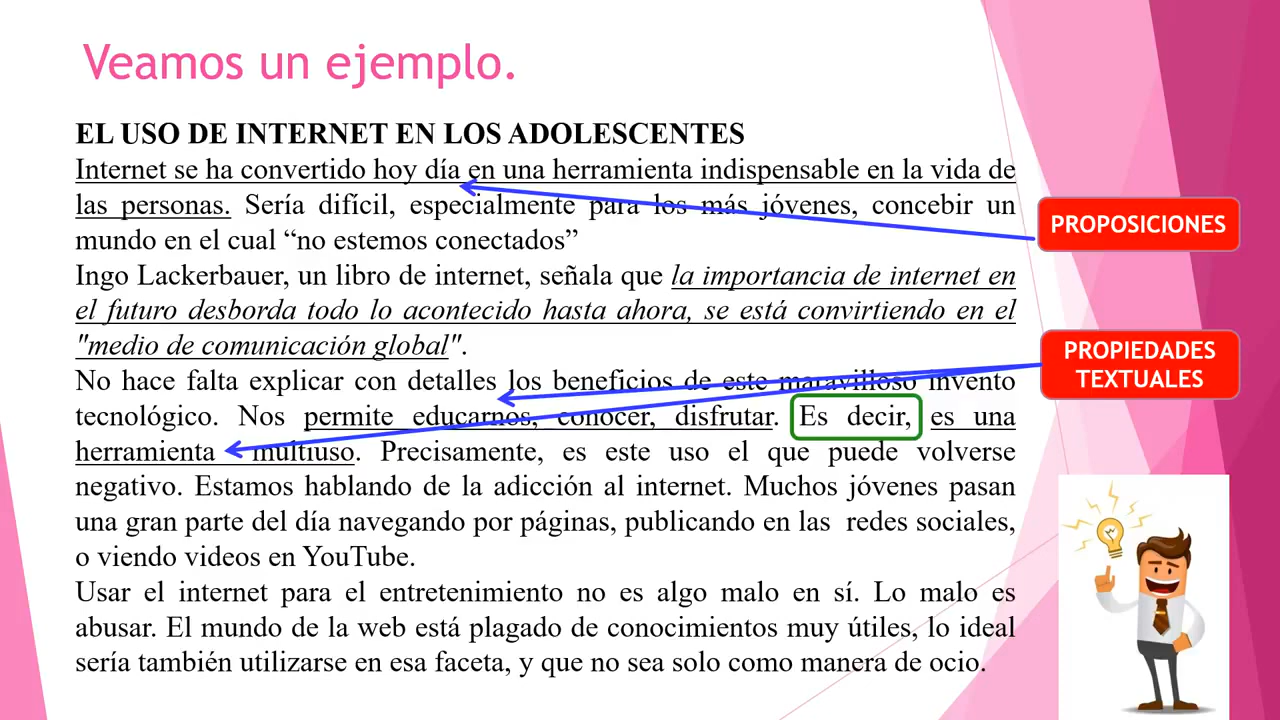 Veamos un ejemplo.
EL USO DE INTERNET EN LOS ADOLESCENTES
Internet se ha convertido hoy día en una herramienta indispensable en la vida de
las personas. Sería difícil, especialmente para los más jóvenes, concebir un
mundo en el cual “no estemos conectados”
Ingo Lackerbauer, un libro de internet, señala que la importancia de internet en
el futuro desborda todo lo acontecido hasta ahora, se está convirtiendo en el
"medio de comunicación global".
No hace falta explicar con detalles los beneficios de este maravilloso invento
tecnológico. Nos permite educarnos, conocer, disfrutar. Es decir, es una
herramienta multiuso. Precisamente, es este uso el que puede volverse
negativo. Estamos hablando de la adicción al internet. Muchos jóvenes pasan
una gran parte del día navegando por páginas, publicando en las redes sociales,
o viendo videos en YouTube.
Usar el internet para el entretenimiento no es algo malo en sí. Lo malo es
abusar. El mundo de la web está plagado de conocimientos muy útiles, lo ideal
sería también utilizarse en esa faceta, y que no sea solo como manera de ocio.
PROPOSICIONES
PROPIEDADES
TEXTUALES